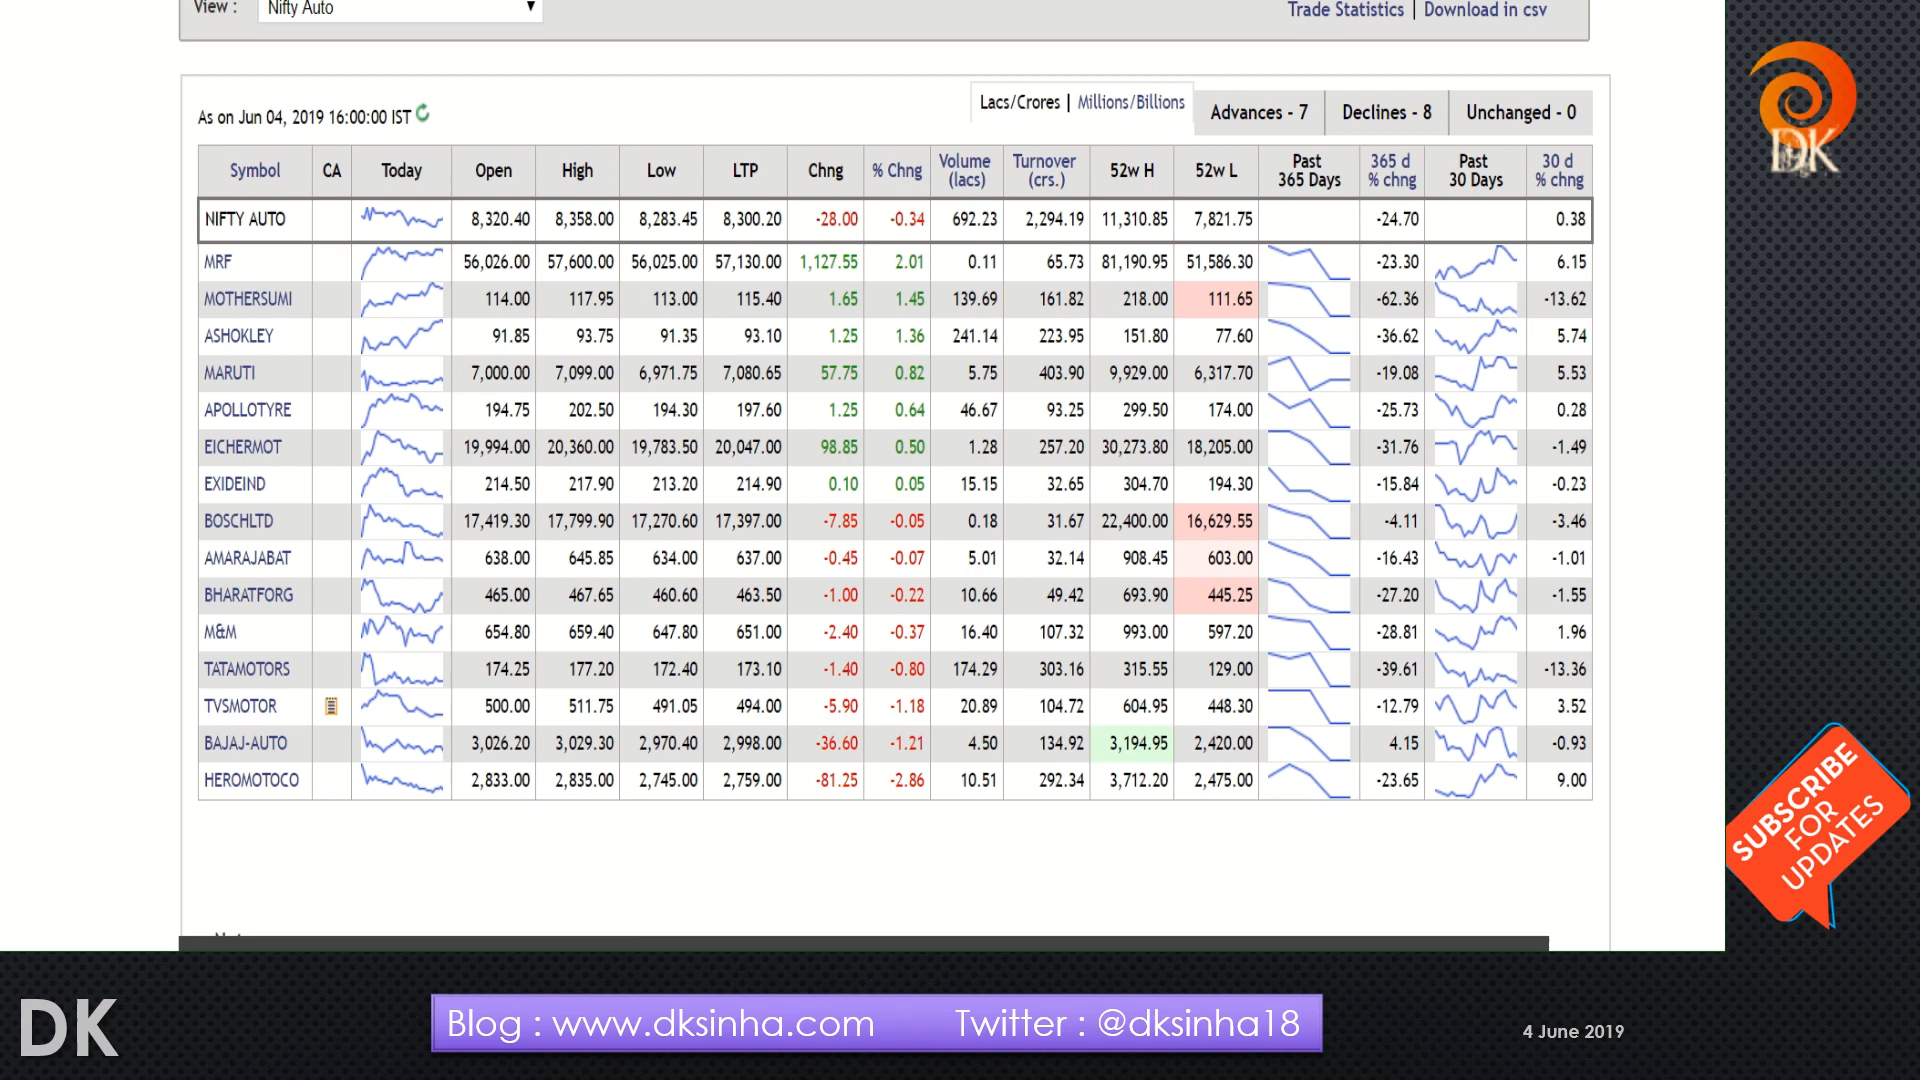 View : Nifty Auto
Trade Statistics | Download in csv
As on Jun 04, 2019 16:00:00 IST
Lacs/Crores | Millions/Billions
Advances - 7 Declines - 8 Unchanged - 0
Symbol CA Today Open High Low LTP Chng % Chng Volume (lacs) Turnover (crs.) 52w H 52w L Past 365 Days 365 d % chng Past 30 Days 30 d % chng
NIFTY AUTO 8,320.40 8,358.00 8,283.45 8,300.20 -28.00 -0.34 692.23 2,294.19 11,310.85 7,821.75 -24.70 0.38
MRF 56,026.00 57,600.00 56,025.00 57,130.00 1,127.55 2.01 0.11 65.73 81,190.95 51,586.30 -23.30 6.15
MOTHERSUMI 114.00 117.95 113.00 115.40 1.65 1.45 139.69 161.82 218.00 111.65 -62.36 -13.62
ASHOKLEY 91.85 93.75 91.35 93.10 1.25 1.36 241.14 223.95 151.80 77.60 -36.62 5.74
MARUTI 7,000.00 7,099.00 6,971.75 7,080.65 57.75 0.82 5.75 403.90 9,929.00 6,317.70 -19.08 5.53
APOLLOTYRE 194.75 202.50 194.30 197.60 1.25 0.64 46.67 93.25 299.50 174.00 -25.73 0.28
EICHERMOT 19,994.00 20,360.00 19,783.50 20,047.00 98.85 0.50 1.28 257.20 30,273.80 18,205.00 -31.76 -1.49
EXIDEIND 214.50 217.90 213.20 214.90 0.10 0.05 15.15 32.65 304.70 194.30 -15.84 -0.23
BOSCHLTD 17,419.30 17,799.90 17,270.60 17,397.00 -7.85 -0.05 0.18 31.67 22,400.00 16,629.55 -4.11 -3.46
AMARAJABAT 638.00 645.85 634.00 637.00 -0.45 -0.07 5.01 32.14 908.45 603.00 -16.43 -1.01
BHARATFORG 465.00 467.65 460.60 463.50 -1.00 -0.22 10.66 49.42 693.90 445.25 -27.20 -1.55
M&M 654.80 659.40 647.80 651.00 -2.40 -0.37 16.40 107.32 993.00 597.20 -28.81 1.96
TATAMOTORS 174.25 177.20 172.40 173.10 -1.40 -0.80 174.29 303.16 315.55 129.00 -39.61 -13.36
TVSMOTOR 500.00 511.75 491.05 494.00 -5.90 -1.18 20.89 104.72 604.95 448.30 -12.79 3.52
BAJAJ-AUTO 3,026.20 3,029.30 2,970.40 2,998.00 -36.60 -1.21 4.50 134.92 3,194.95 2,420.00 4.15 -0.93
HEROMOTOCO 2,833.00 2,835.00 2,745.00 2,759.00 -81.25 -2.86 10.51 292.34 3,712.20 2,475.00 -23.65 9.00
DK
SUBSCRIBE
FOR
UPDATES
DK
Blog : www.dksinha.com Twitter : @dksinha18
4 June 2019